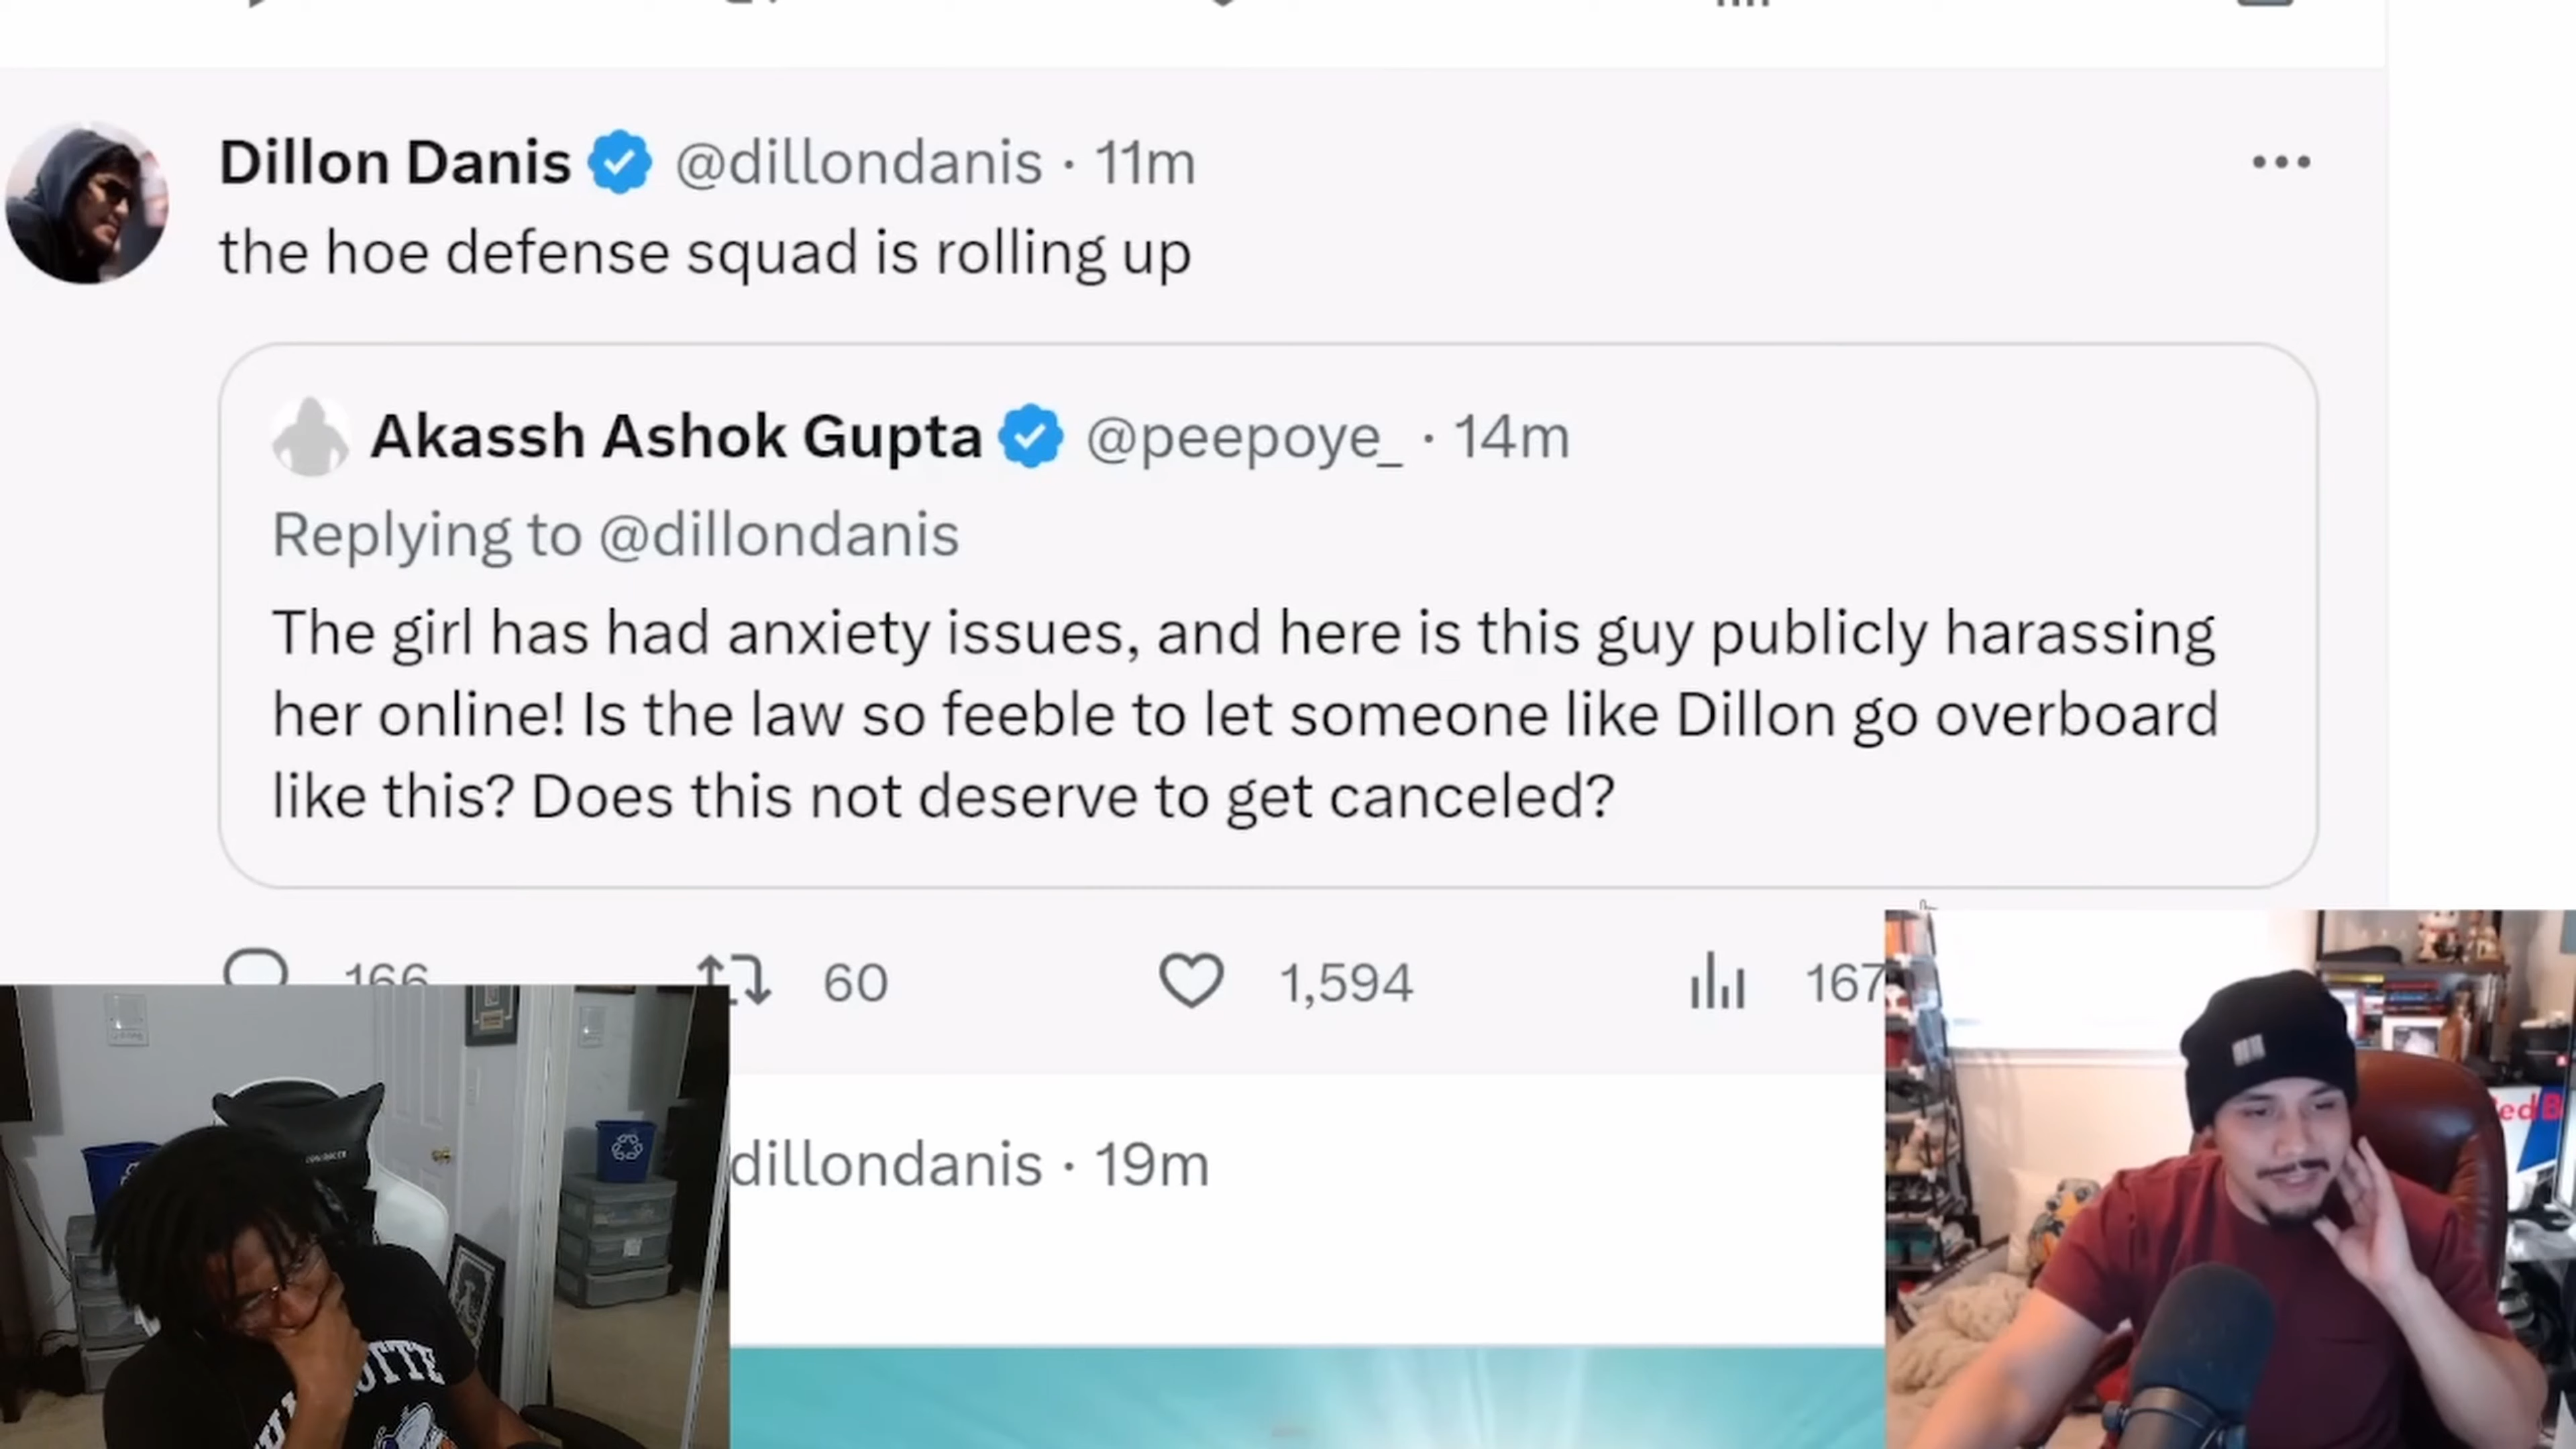 Dillon Danis @dillondanis · 11m
the hoe defense squad is rolling up
Akassh Ashok Gupta @peepoye_ · 14m
Replying to @dillondanis
The girl has had anxiety issues, and here is this guy publicly harassing
her online! Is the law so feeble to let someone like Dillon go overboard
like this? Does this not deserve to get canceled?
166 60 1,594 167
dillondanis · 19m